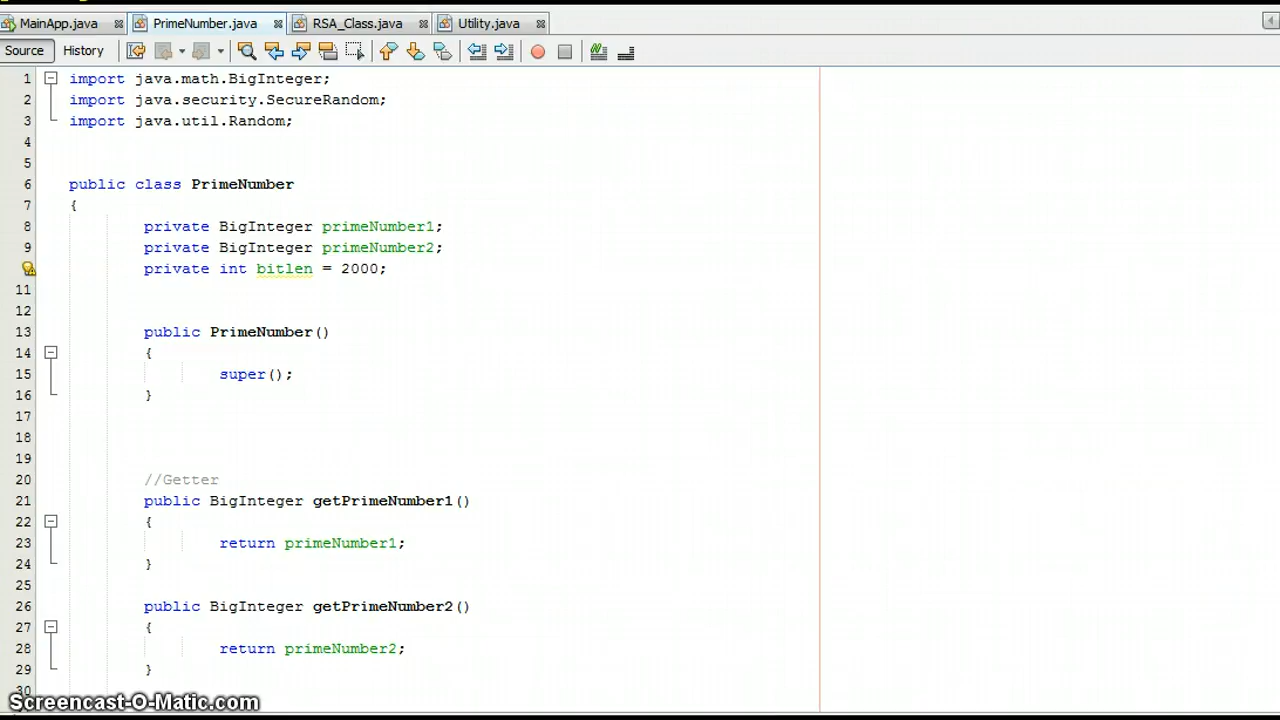 MainApp.java PrimeNumber.java RSA_Class.java Utility.java
Source History
1 import java.math.BigInteger;
2 import java.security.SecureRandom;
3 import java.util.Random;
4
5
6 public class PrimeNumber
7 {
8 private BigInteger primeNumber1;
9 private BigInteger primeNumber2;
private int bitlen = 2000;
11
12
13 public PrimeNumber()
14 {
15 super();
16 }
17
18
19
20 //Getter
21 public BigInteger getPrimeNumber1()
22 {
23 return primeNumber1;
24 }
25
26 public BigInteger getPrimeNumber2()
27 {
28 return primeNumber2;
29 }
30
Screencast-O-Matic.com